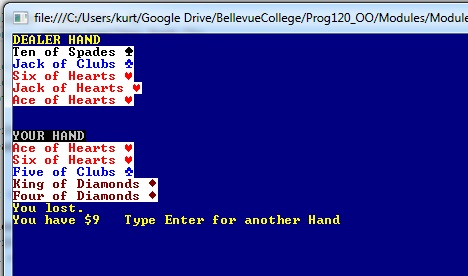 file:///C:/Users/kurt/Google Drive/BellevueCollege/Prog120_OO/Modules/Module
DEALER HAND
Ten of Spades ♠
Jack of Clubs ♣
Six of Hearts ♥
Jack of Hearts ♥
Ace of Hearts ♥
YOUR HAND
Ace of Hearts ♥
Six of Hearts ♥
Five of Clubs ♣
King of Diamonds ♦
Four of Diamonds ♦
You lost.
You have $9 Type Enter for another Hand